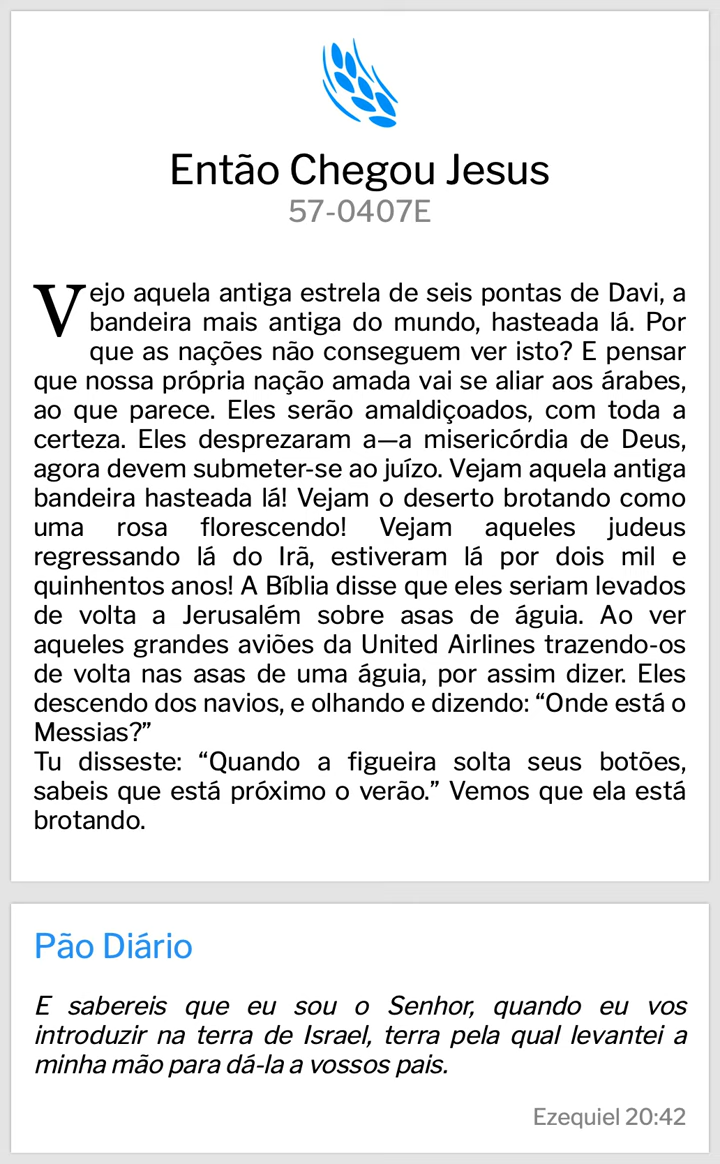 Então Chegou Jesus
57-0407E
Vejo aquela antiga estrela de seis pontas de Davi, a
bandeira mais antiga do mundo, hasteada lá. Por
que as nações não conseguem ver isto? E pensar
que nossa própria nação amada vai se aliar aos árabes,
ao que parece. Eles serão amaldiçoados, com toda a
certeza. Eles desprezaram a—a misericórdia de Deus,
agora devem submeter-se ao juízo. Vejam aquela antiga
bandeira hasteada lá! Vejam o deserto brotando como
uma rosa florescendo! Vejam aqueles judeus
regressando lá do Irã, estiveram lá por dois mil e
quinhentos anos! A Bíblia disse que eles seriam levados
de volta a Jerusalém sobre asas de águia. Ao ver
aqueles grandes aviões da United Airlines trazendo-os
de volta nas asas de uma águia, por assim dizer. Eles
descendo dos navios, e olhando e dizendo: “Onde está o
Messias?”
Tu disseste: “Quando a figueira solta seus botões,
sabeis que está próximo o verão.” Vemos que ela está
brotando.
Pão Diário
E sabereis que eu sou o Senhor, quando eu vos
introduzir na terra de Israel, terra pela qual levantei a
minha mão para dá-la a vossos pais.
Ezequiel 20:42